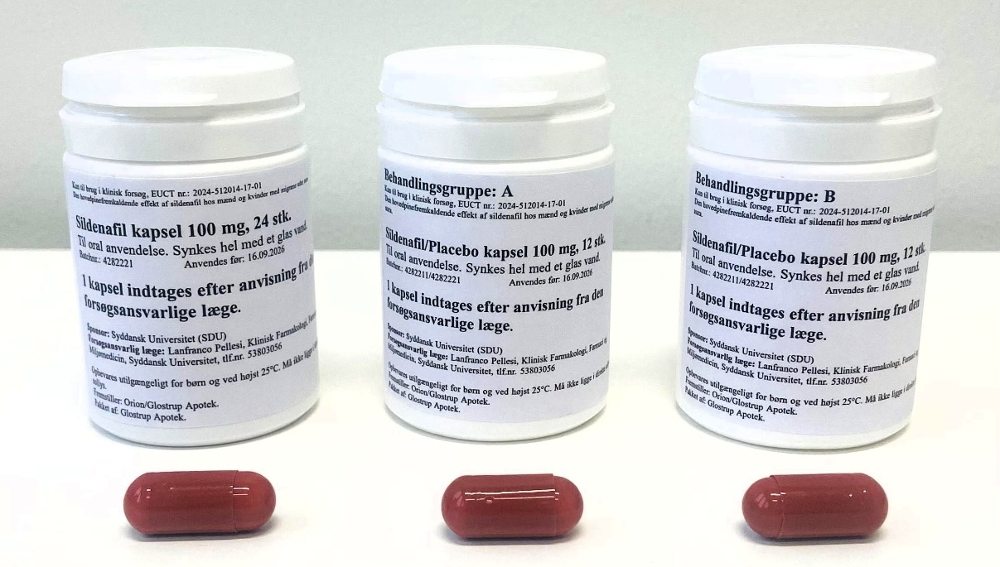 Kun til brug i klinisk forsøg, EUCT nr.: 2024-512014-17-01
Den hovedpinefremkaldende effekt af sildenafil hos mænd og kvinder med migræne uden aura
Sildenafil kapsel 100 mg, 24 stk.
Til oral anvendelse. Synkes hel med et glas vand.
Batchnr.: 4282221 Anvendes før: 16.09.2026
1 kapsel indtages efter anvisning fra den
forsøgsansvarlige læge.
Sponsor: Syddansk Universitet (SDU)
Forsøgsansvarlig læge: Lanfranco Pellesi, Klinisk Farmakologi,
Miljømedicin, Syddansk Universitet, tlf.nr. 53803056
Opbevares utilgængeligt for børn og ved højst 25°C. Må ikke ligge i
sollys.
Fremstiller: Orion/Glostrup Apotek.
Pakket af: Glostrup Apotek.
Behandlingsgruppe: A
Kun til brug i klinisk forsøg, EUCT nr.: 2024-512014-17-01
Den hovedpinefremkaldende effekt af sildenafil hos mænd og kvinder med migræne
aura.
Sildenafil/Placebo kapsel 100 mg, 12 stk.
Til oral anvendelse. Synkes hel med et glas vand.
Batchnr.: 4282211/4282221 Anvendes før: 16.09.2026
1 kapsel indtages efter anvisning fra den
forsøgsansvarlige læge.
Sponsor: Syddansk Universitet (SDU)
Forsøgsansvarlig læge: Lanfranco Pellesi, Klinisk Farmakologi, Farmaci og
Miljømedicin, Syddansk Universitet, tlf.nr. 53803056
Opbevares utilgængeligt for børn og ved højst 25°C. Må ikke ligge i direkte
sollys.
Fremstiller: Orion/Glostrup Apotek.
Pakket af: Glostrup Apotek.
Behandlingsgruppe: B
Kun til brug i klinisk forsøg, EUCT nr.: 2024-512014-17-01
Den hovedpinefremkaldende effekt af sildenafil hos mænd og kvinder med migræne
aura.
Sildenafil/Placebo kapsel 100 mg, 12 stk.
Til oral anvendelse. Synkes hel med et glas vand.
Batchnr.: 4282211/4282221 Anvendes før: 16.09.2026
1 kapsel indtages efter anvisning fra den
forsøgsansvarlige læge.
Sponsor: Syddansk Universitet (SDU)
Forsøgsansvarlig læge: Lanfranco Pellesi, Klinisk Farmakologi, Farmaci
Miljømedicin, Syddansk Universitet, tlf.nr. 53803056
Opbevares utilgængeligt for børn og ved højst 25°C. Må ikke ligge i direkte
sollys.
Fremstiller: Orion/Glostrup Apotek.
Pakket af: Glostrup Apotek.